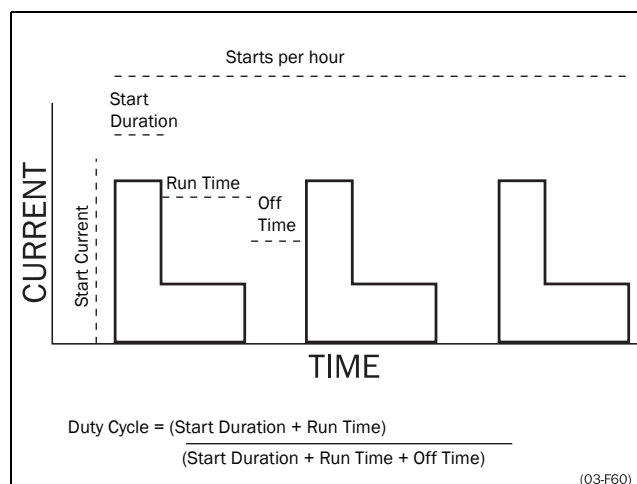 Starts per hour
Start
Duration
Run Time
Off
Time
Start Current
CURRENT
TIME
Duty Cycle = (Start Duration + Run Time)
(Start Duration + Run Time + Off Time)
(03-F60)